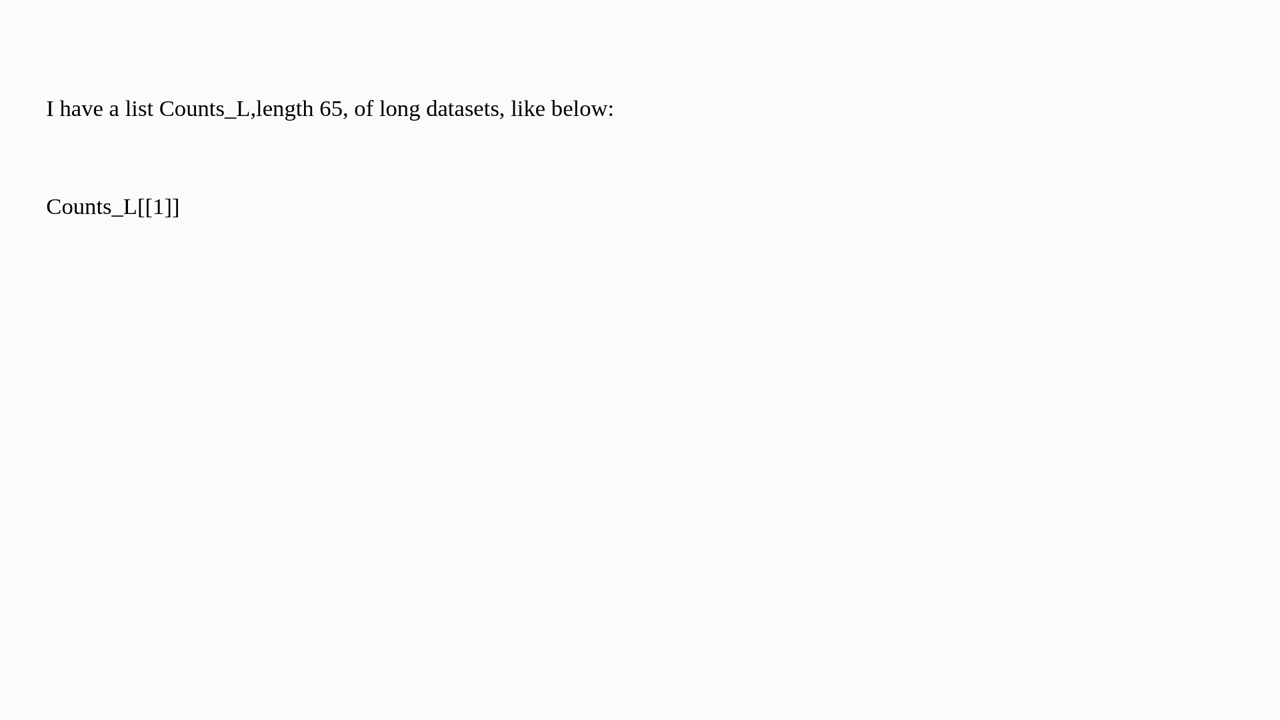 I have a list Counts_L,length 65, of long datasets, like below:
Counts_L[[1]]